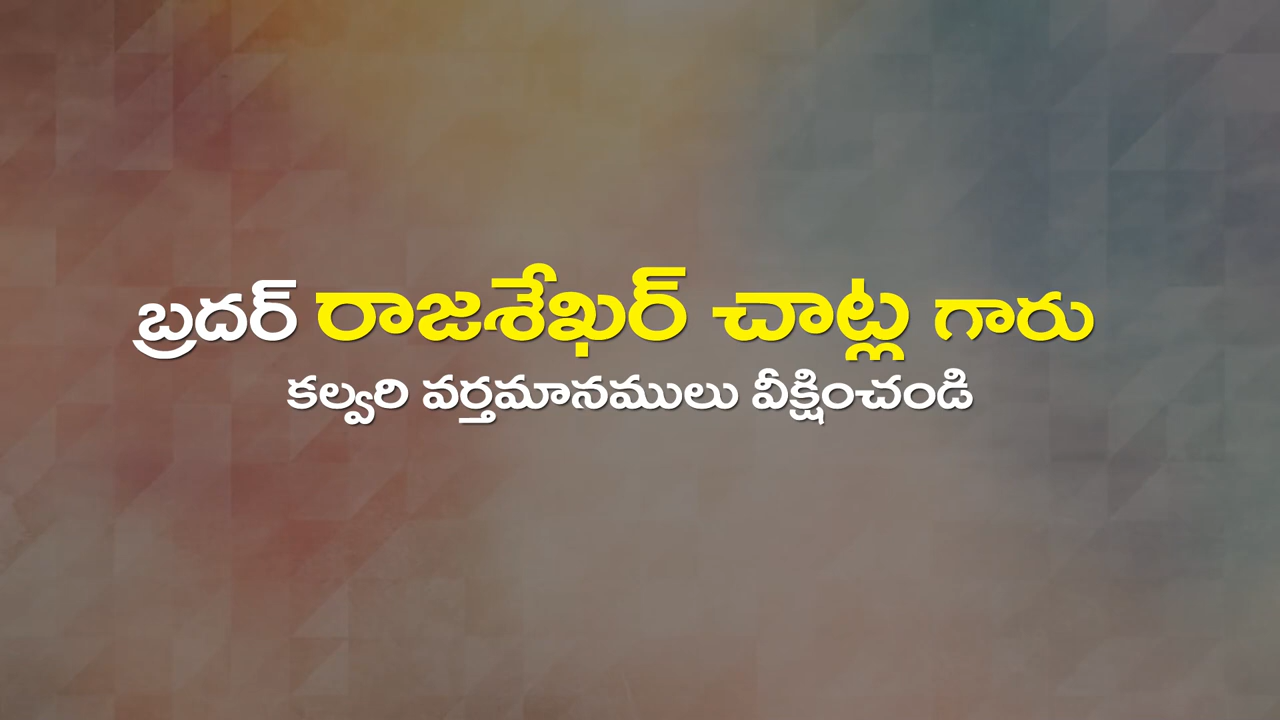 బ్రదర్ రాజశేఖర్ చాట్ల గారు
కల్వరి వర్తమానములు వీక్షించండి